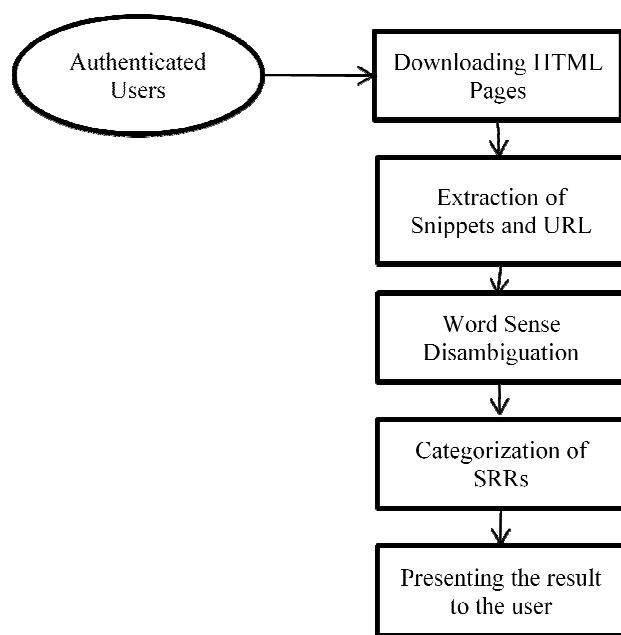 Authenticated
Users
Downloading HTML
Pages
Extraction of
Snippets and URL
Word Sense
Disambiguation
Categorization of
SRRs
Presenting the result
to the user